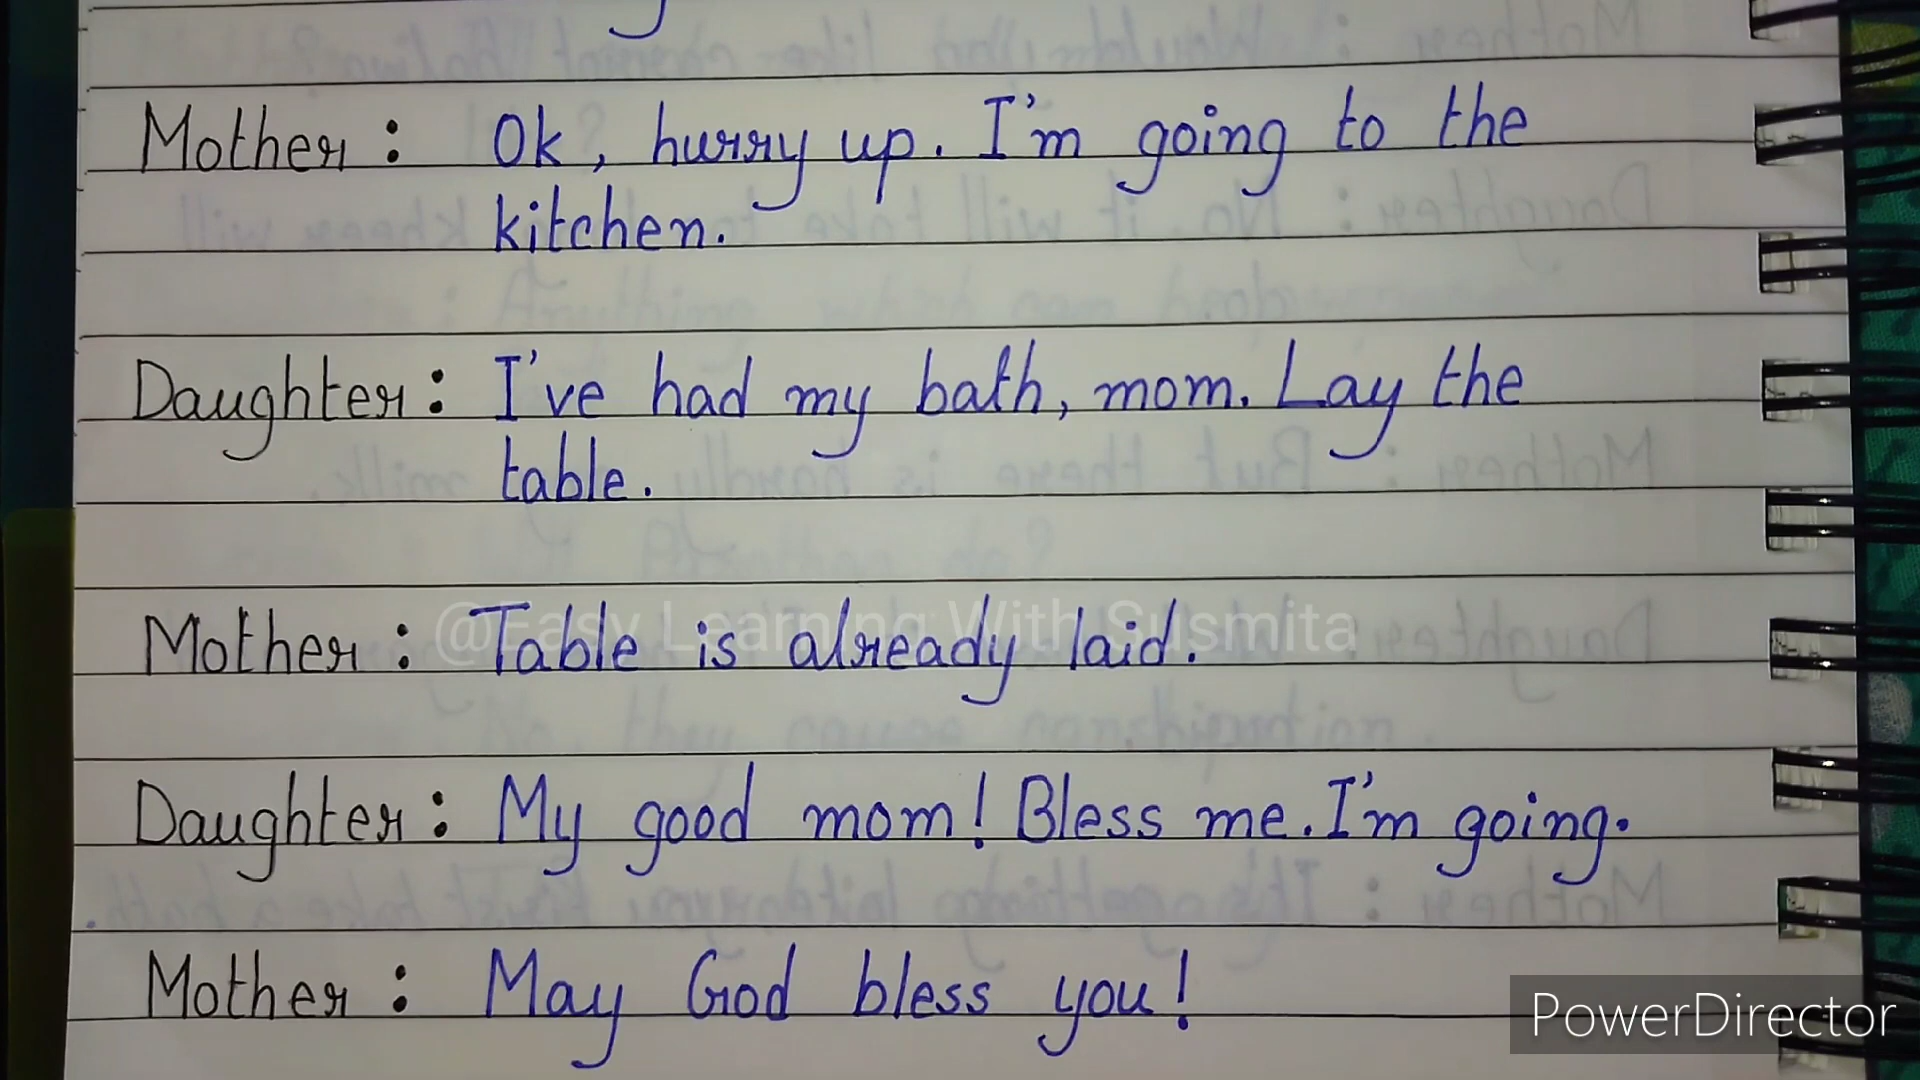 Mother : Ok, hurry up. I'm going to the
kitchen.
Daughter : I've had my bath, mom. Lay the
table.
Mother : Table is already laid.
@Easy Learning With Susmita
Daughter : My good mom! Bless me. I'm going.
Mother : May God bless you!
PowerDirector